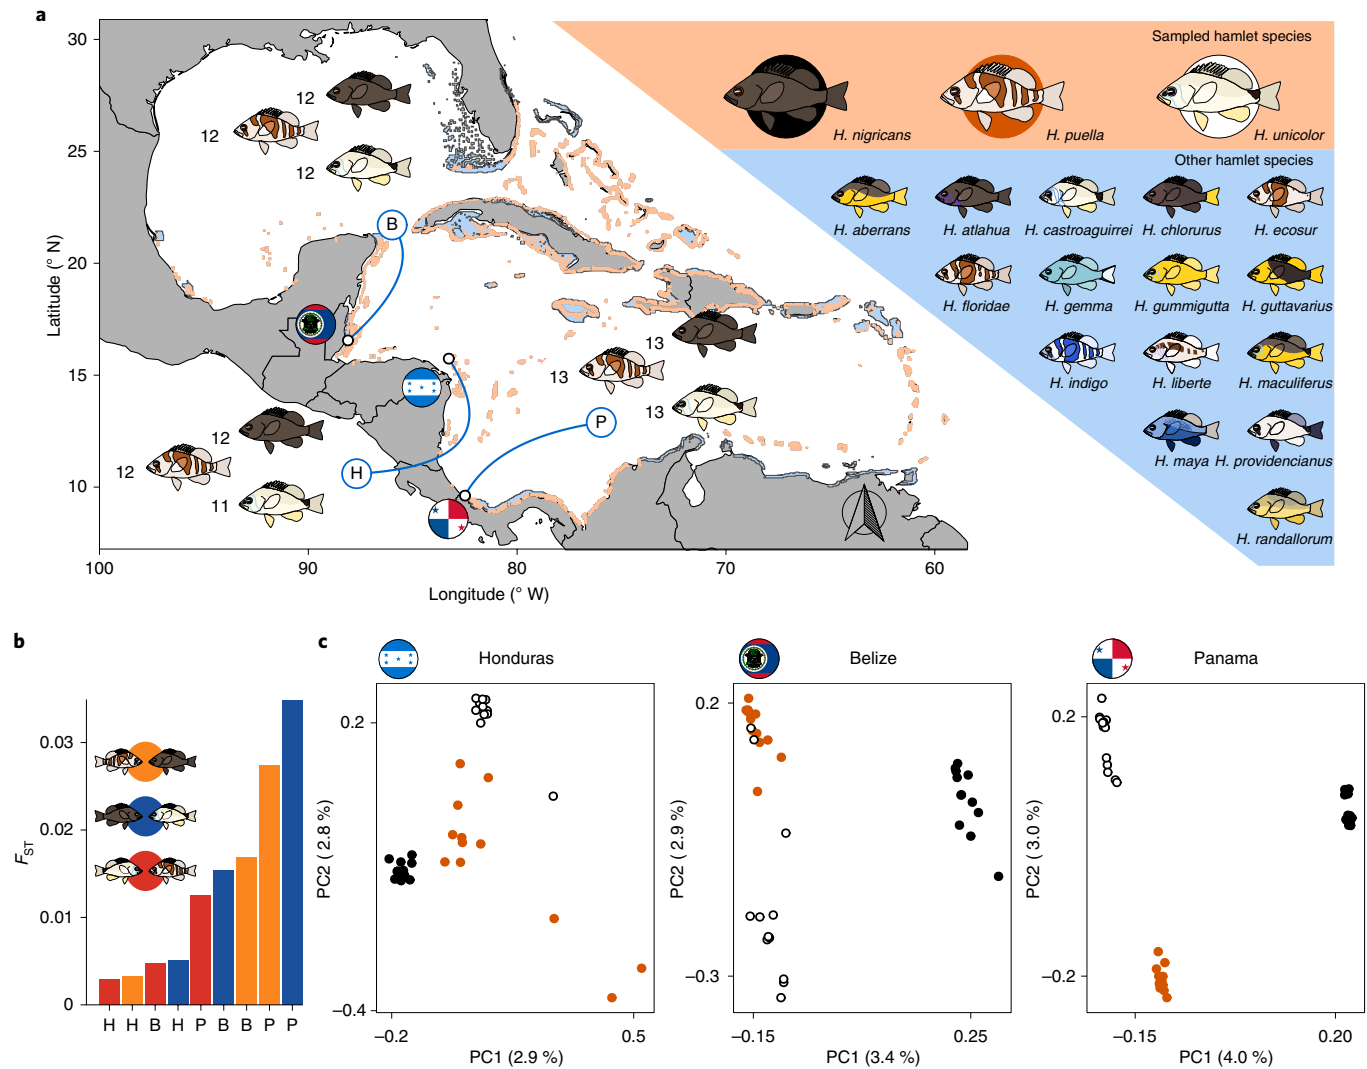 a
30
25
20
15
10
Latitude (° N)
100
90
80
70
60
Longitude (° W)
12
12
12
B
13
13
13
P
H
12
12
11
Sampled hamlet species
H. nigricans
H. puella
H. unicolor
Other hamlet species
H. aberrans
H. atlahua
H. castroaguirrei
H. chlorurus
H. ecosur
H. floridae
H. gemma
H. gummigutta
H. guttavarius
H. indigo
H. liberte
H. maculiferus
H. maya
H. providencianus
H. randallorum
b
0.03
0.02
0.01
0
FST
H H B H P B B P P
c
Honduras
0.2
–0.4
PC2 ( 2.8 %)
–0.2
0.5
PC1 (2.9 %)
Belize
0.2
–0.3
PC2 ( 2.9 %)
–0.15
0.25
PC1 (3.4 %)
Panama
0.2
–0.2
PC2 ( 3.0 %)
–0.15
0.20
PC1 (4.0 %)